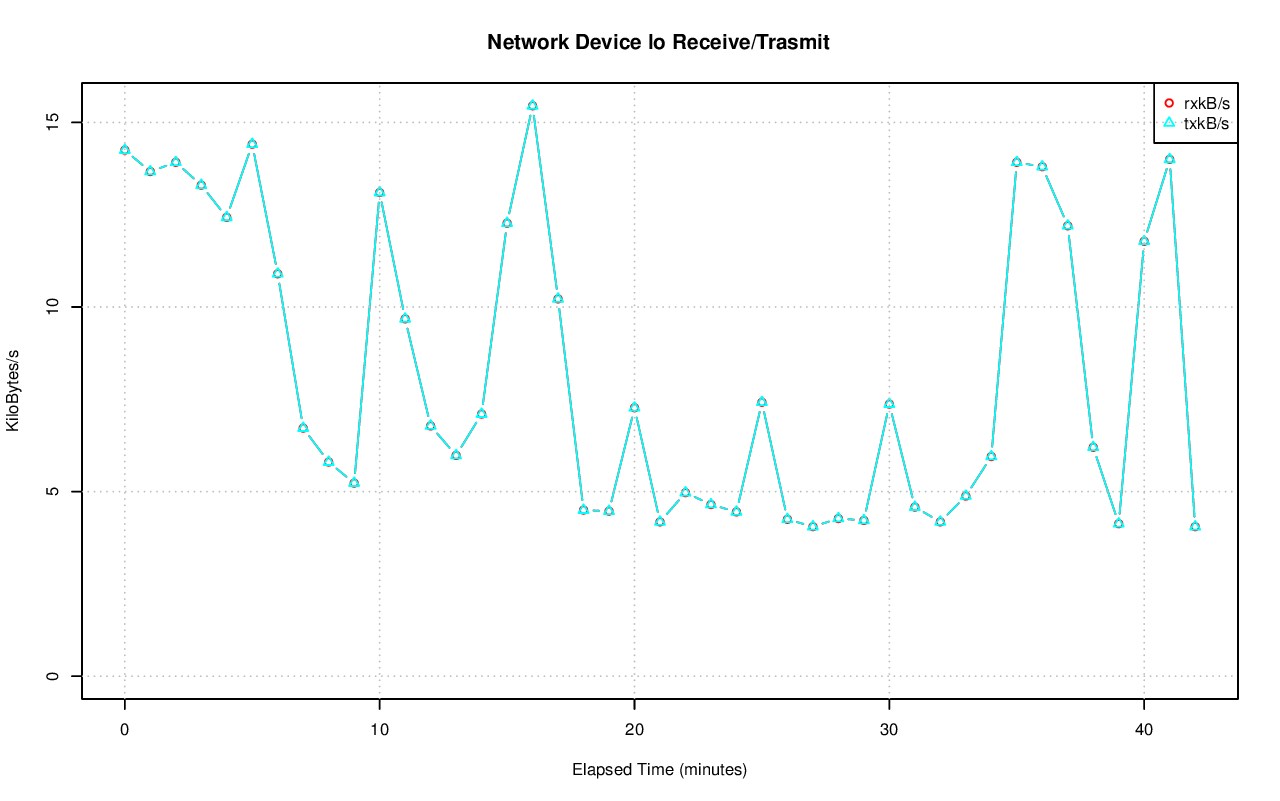 Network Device lo Receive/Trasmit
rxkB/s
txkB/s
KiloBytes/s
15
10
5
0
0 10 20 30 40
Elapsed Time (minutes)